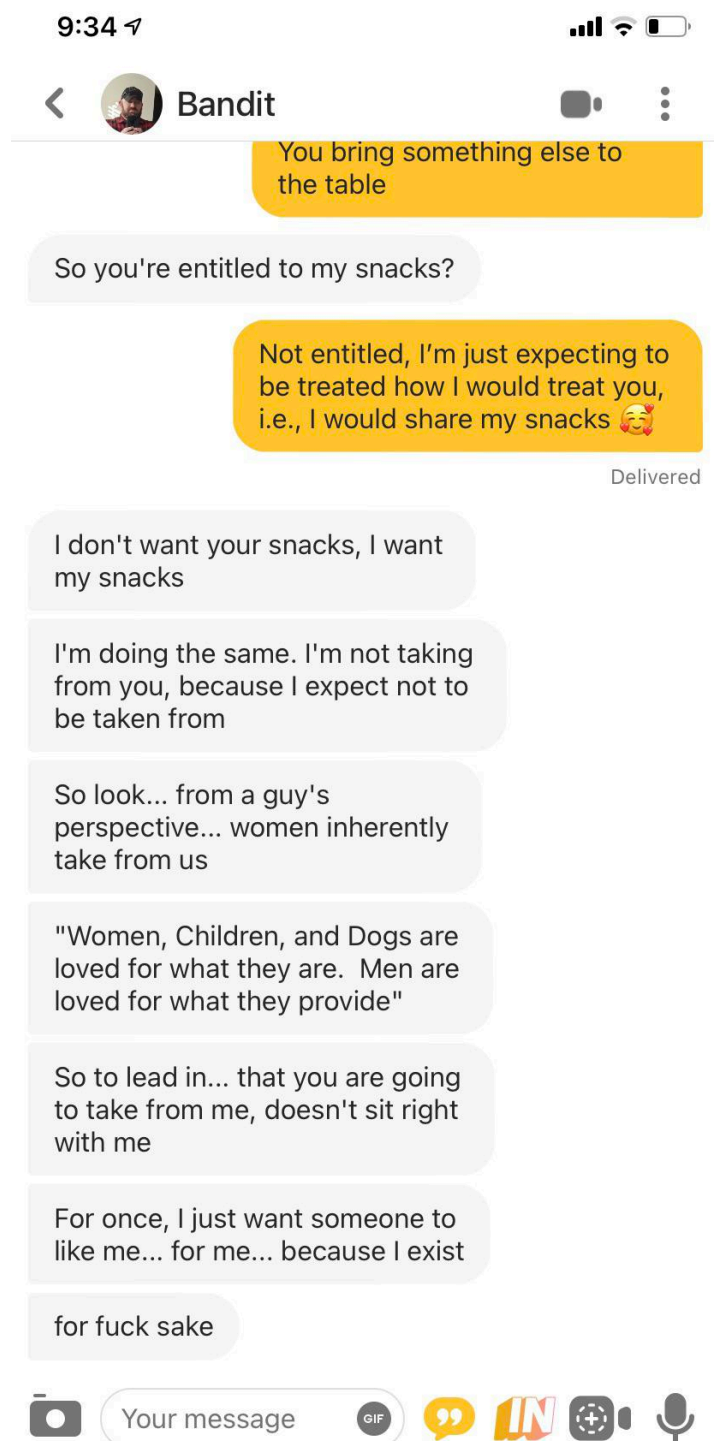 9:34
Bandit
You bring something else to
the table
So you're entitled to my snacks?
Not entitled, I’m just expecting to
be treated how I would treat you,
i.e., I would share my snacks 🥰
Delivered
I don't want your snacks, I want
my snacks
I'm doing the same. I'm not taking
from you, because I expect not to
be taken from
So look... from a guy's
perspective... women inherently
take from us
"Women, Children, and Dogs are
loved for what they are.  Men are
loved for what they provide"
So to lead in... that you are going
to take from me, doesn't sit right
with me
For once, I just want someone to
like me... for me... because I exist
for fuck sake
Your message
GIF
IN